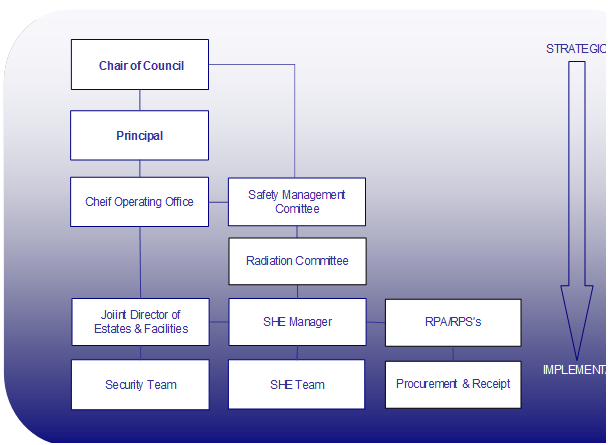 STRATEGIC
Chair of Council
Principal
Cheif Operating Office
Safety Management
Comittee
Radiation Committee
Joiint Director of
Estates & Facilities
SHE Manager
RPA/RPS's
IMPLEMENTA
Security Team
SHE Team
Procurement & Receipt